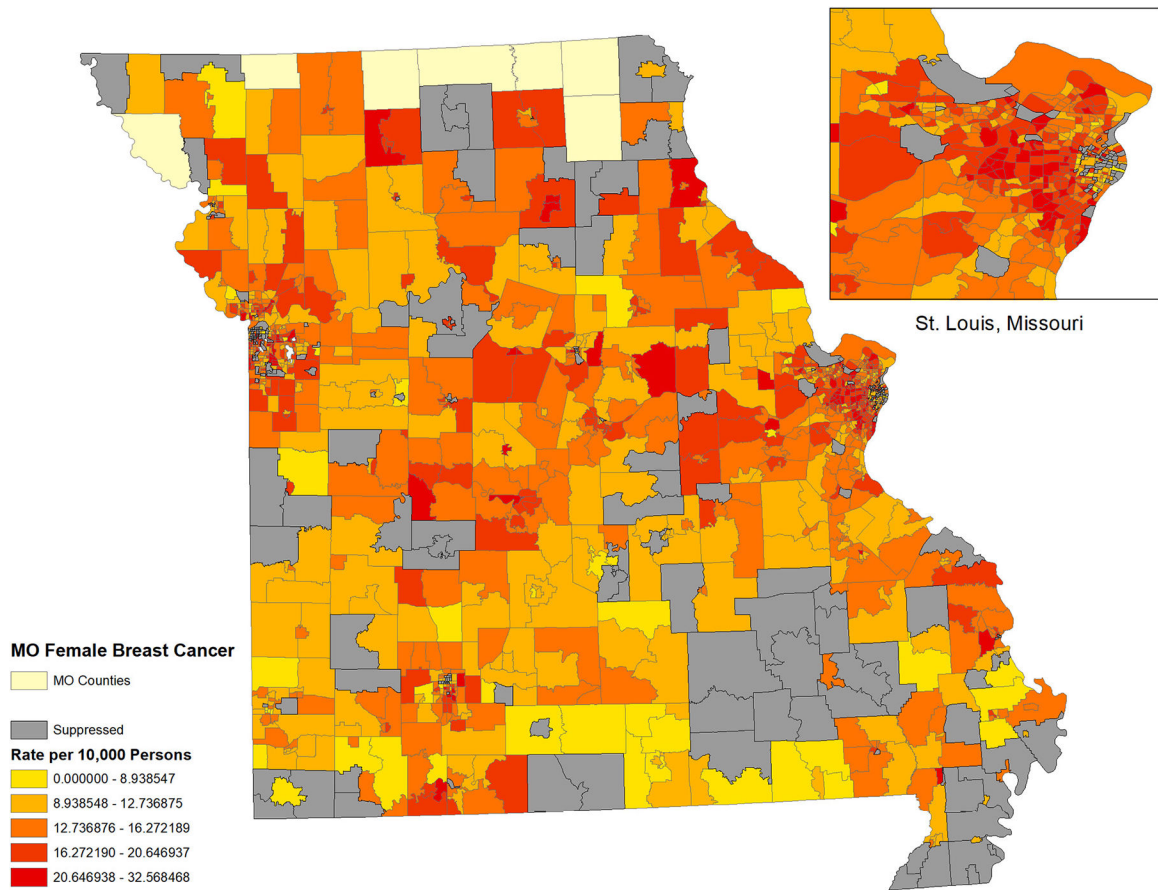 St. Louis, Missouri
MO Female Breast Cancer
MO Counties
Suppressed
Rate per 10,000 Persons
0.000000 - 8.938547
8.938548 - 12.736875
12.736876 - 16.272189
16.272190 - 20.646937
20.646938 - 32.568468